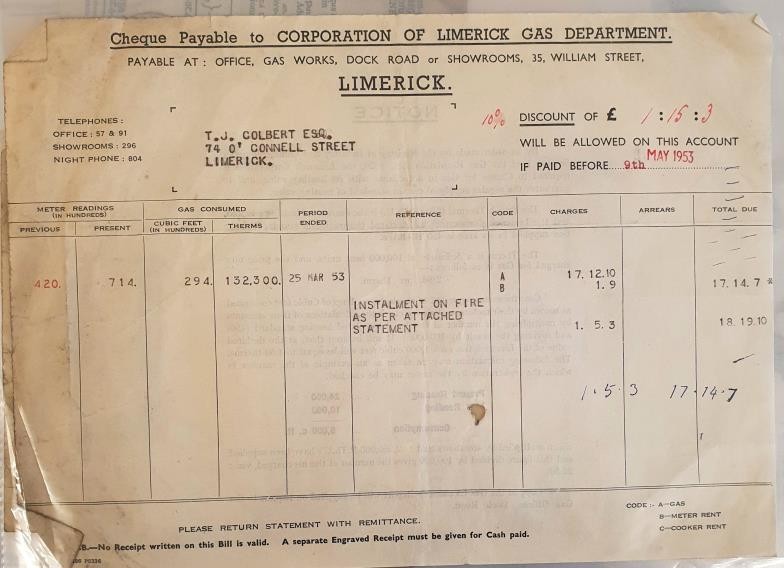 Cheque Payable to CORPORATION OF LIMERICK GAS DEPARTMENT.
PAYABLE AT : OFFICE, GAS WORKS, DOCK ROAD or SHOWROOMS, 35, WILLIAM STREET,
LIMERICK.
TELEPHONES :
OFFICE : 57 & 91
SHOWROOMS : 296
NIGHT PHONE : 804
T.J. COLBERT ESQ.
74 O' CONNELL STREET
LIMERICK.
10% DISCOUNT OF £ 1 : 15 : 3
WILL BE ALLOWED ON THIS ACCOUNT
IF PAID BEFORE 9th MAY 1953
METER READINGS (IN HUNDREDS) GAS CONSUMED PERIOD ENDED REFERENCE CODE CHARGES ARREARS TOTAL DUE
PREVIOUS PRESENT CUBIC FEET (IN HUNDREDS) THERMS
420. 714. 294. 132,300. 25 MAR 53 A 17. 12. 10
B 1. 9 17. 14. 7 *
INSTALMENT ON FIRE
AS PER ATTACHED
STATEMENT 1. 5. 3 18. 19. 10
1 . 5 . 3 17 . 14 . 7
CODE :- A—GAS
B—METER RENT
C—COOKER RENT
PLEASE RETURN STATEMENT WITH REMITTANCE.
.B.—No Receipt written on this Bill is valid. A separate Engraved Receipt must be given for Cash paid.